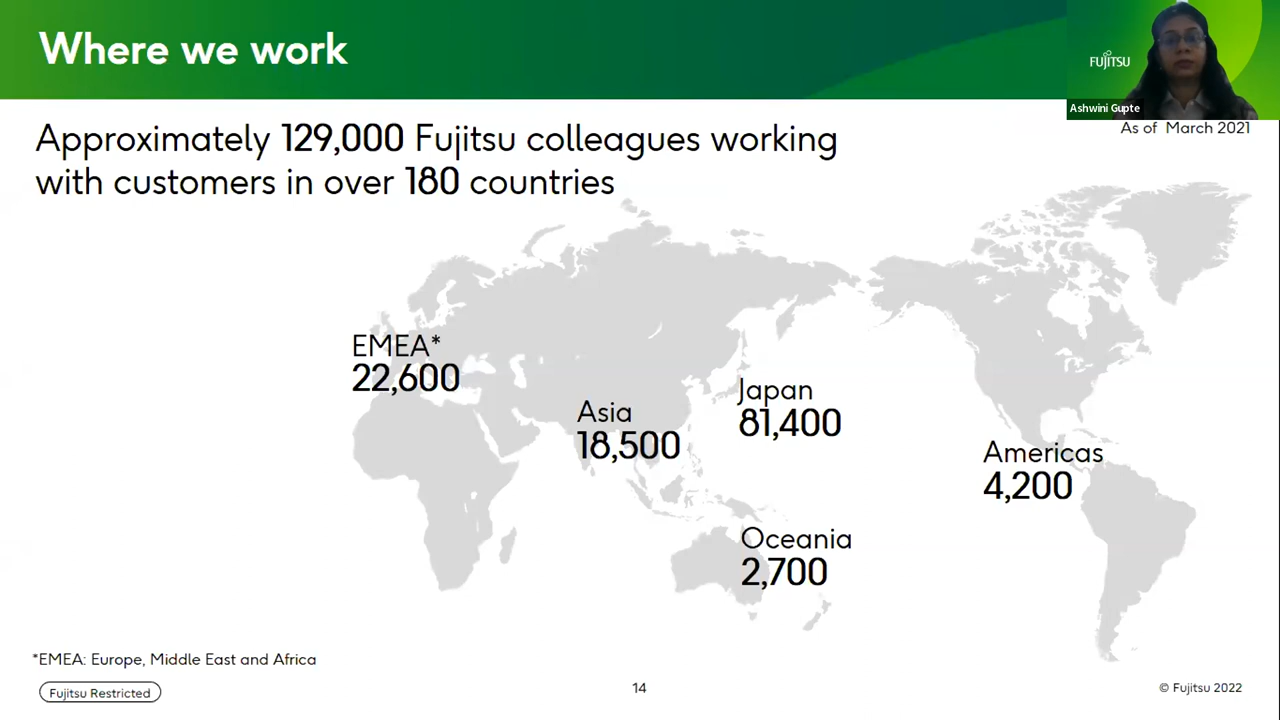 Where we work
FUJITSU
Ashwini Gupte
As of March 2021
Approximately 129,000 Fujitsu colleagues working
with customers in over 180 countries
EMEA*
22,600
Asia
18,500
Japan
81,400
Americas
4,200
Oceania
2,700
*EMEA: Europe, Middle East and Africa
Fujitsu Restricted
14
© Fujitsu 2022